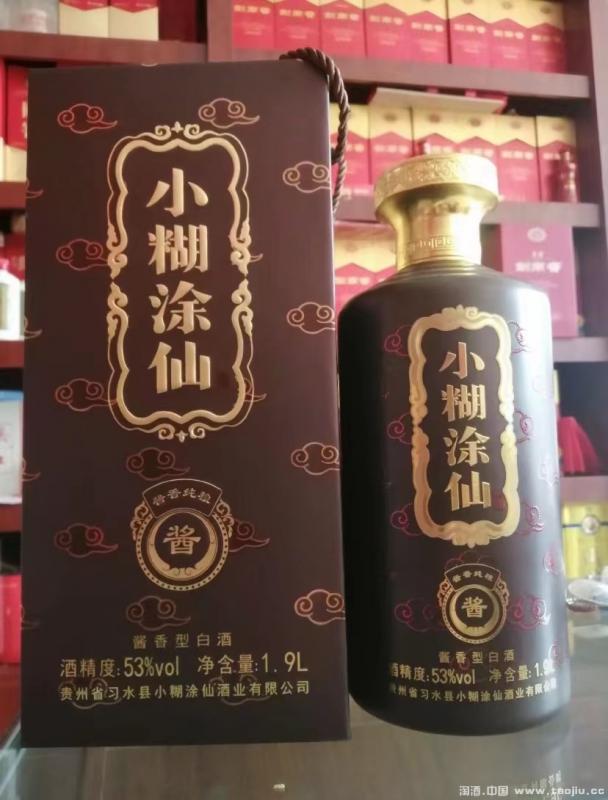 小糊涂仙
酱香纯粮
酱
酱香型白酒
酒精度:53%vol 净含量:1.9L
贵州省习水县小糊涂仙酒业有限公司
小糊涂仙
酱香纯粮
酱
酱香型白酒
酒精度:53%vol 净含量:1.9
贵州省习水县小糊涂仙酒业有限公司
淘酒.中国 www.taojiu.cc